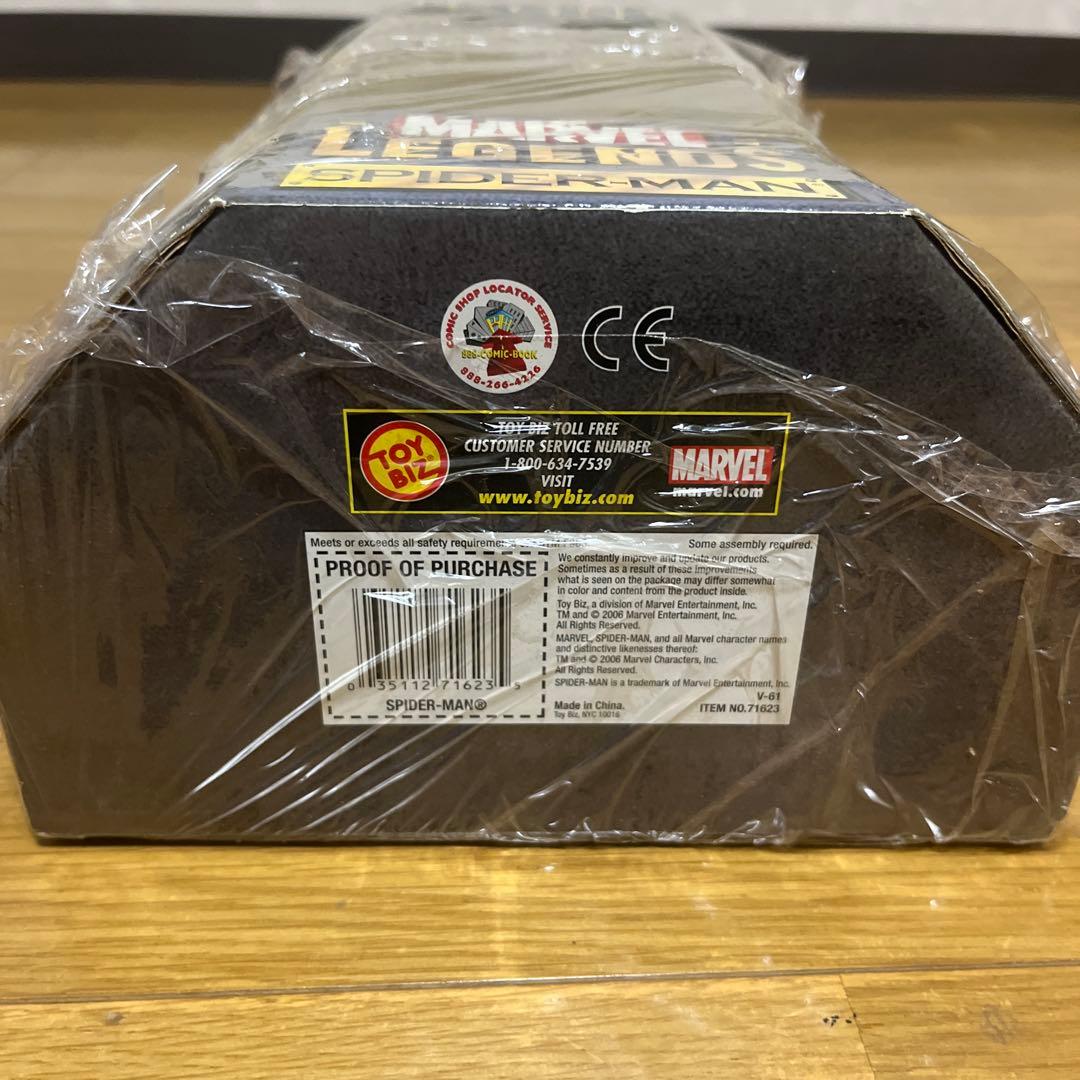 MARVEL
LEGENDS
SPIDER-MAN
COMIC SHOP LOCATOR SERVICE
888-COMIC-BOOK
888-266-4226
CE
TOY BIZ
TOY BIZ TOLL FREE
CUSTOMER SERVICE NUMBER
1-800-634-7539
VISIT
www.toybiz.com
MARVEL
marvel.com
Meets or exceeds all safety requirements
Some assembly required.
PROOF OF PURCHASE
0 35112 71623 5
SPIDER-MAN®
We constantly improve and update our products.
Sometimes as a result of these improvements
what is seen on the package may differ somewhat
in color and content from the product inside.
Toy Biz, a division of Marvel Entertainment, Inc.
TM and © 2006 Marvel Entertainment, Inc.
All Rights Reserved.
MARVEL, SPIDER-MAN, and all Marvel character names
and distinctive likenesses thereof:
TM and © 2006 Marvel Characters, Inc.
All Rights Reserved.
SPIDER-MAN is a trademark of Marvel Entertainment, Inc.
V-61
Made in China.
ITEM NO.71623
Toy Biz, NYC 10016